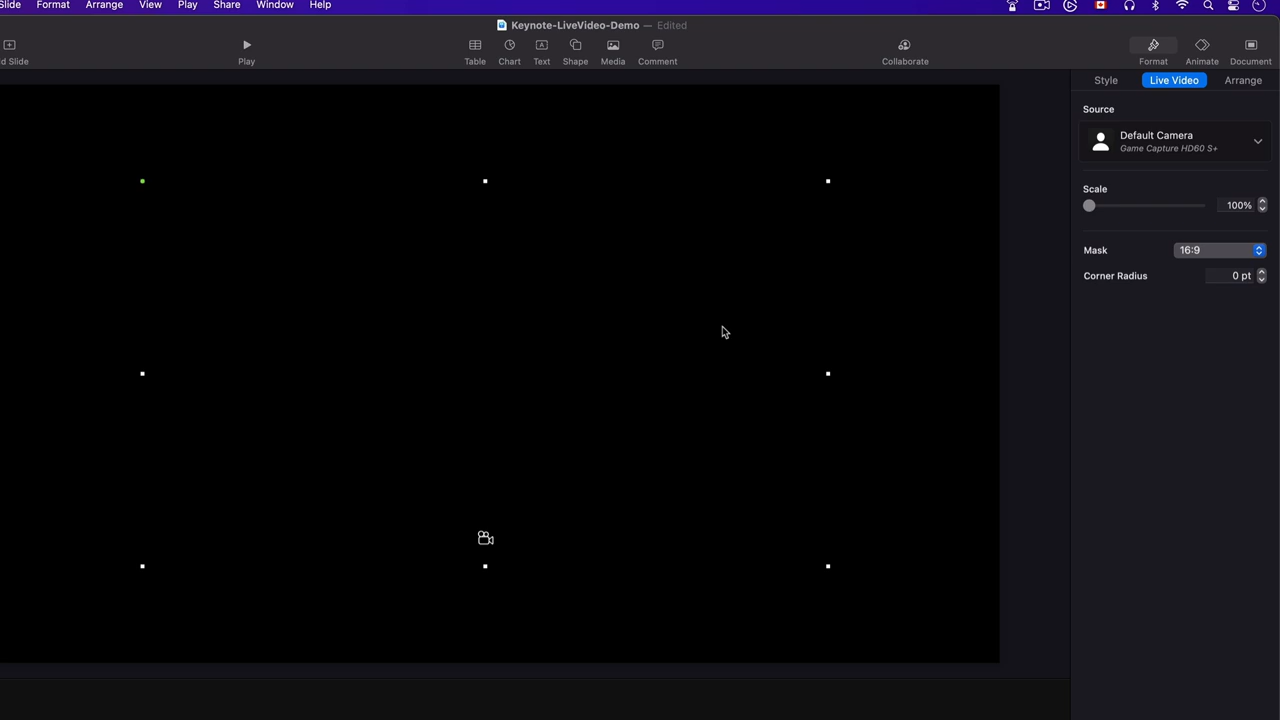 Slide Format Arrange View Play Share Window Help
Keynote-LiveVideo-Demo — Edited
d Slide Play Table Chart Text Shape Media Comment Collaborate Format Animate Document
Style Live Video Arrange
Source
Default Camera
Game Capture HD60 S+
Scale
100%
Mask 16:9
Corner Radius 0 pt